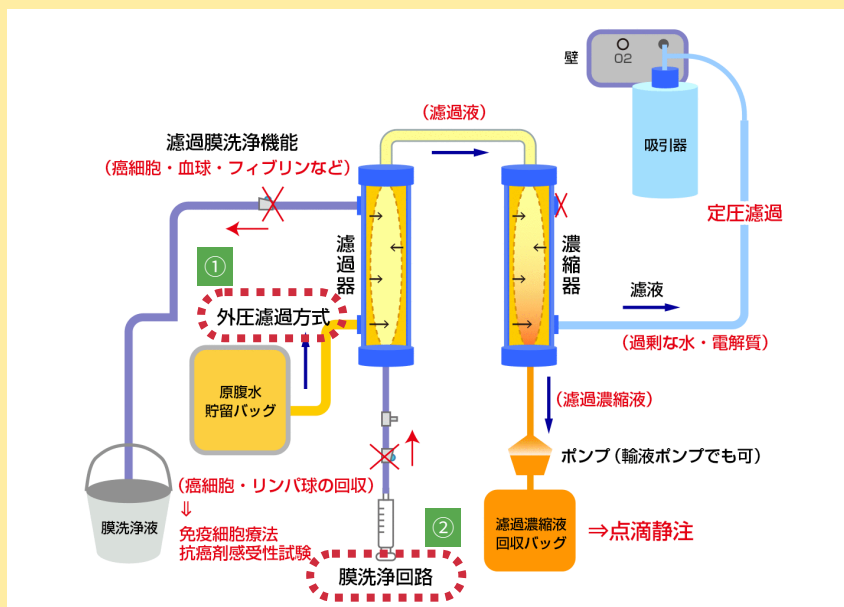 壁
O2
吸引器
(濾過液)
濾過膜洗浄機能
(癌細胞・血球・フィブリンなど)
定圧濾過
濾過器
濃縮器
①
外圧濾過方式
濾液
(過剰な水・電解質)
原腹水
貯留バッグ
(濾過濃縮液)
ポンプ(輸液ポンプでも可)
(癌細胞・リンパ球の回収)
⇓
免疫細胞療法
抗癌剤感受性試験
膜洗浄液
②
膜洗浄回路
濾過濃縮液
回収バッグ
⇒点滴静注